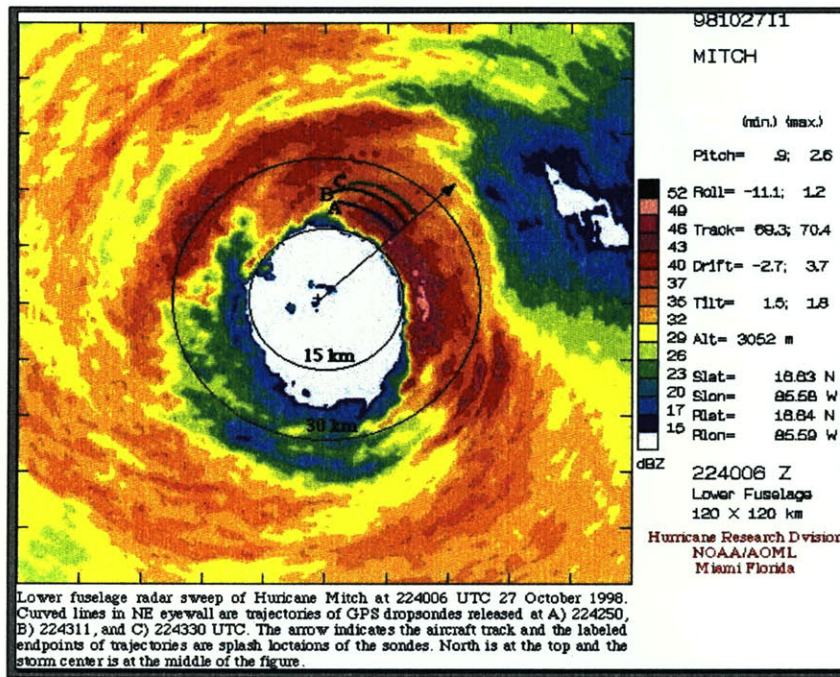 981027I1
MITCH
(min.) (max.)
Pitch= .9; 2.6
Roll= -11.1; 1.2
Track= 69.3; 70.4
Drift= -2.7; 3.7
Tilt= 1.5; 1.8
Alt= 3052 m
Slat= 16.83 N
Slon= 85.58 W
Rlat= 16.84 N
Rlon= 85.59 W
224006 Z
Lower Fuselage
120 X 120 km
Hurricane Research Dvision
NOAA/AOML
Miami Florida
52
49
46
43
40
37
35
32
29
26
23
20
17
15
dBZ
C
B
A
15 km
30 km
Lower fuselage radar sweep of Huricane Mitch at 224006 UTC 27 October 1998.
Curved lines in NE eyewall are trajectories of GPS dropsondes released at A) 224250,
B) 224311, and C) 224330 UTC. The arrow indicates the aircraft track and the labeled
endpoints of trajectories are splash loctaions of the sondes. North is at the top and the
storm center is at the middle of the figure.